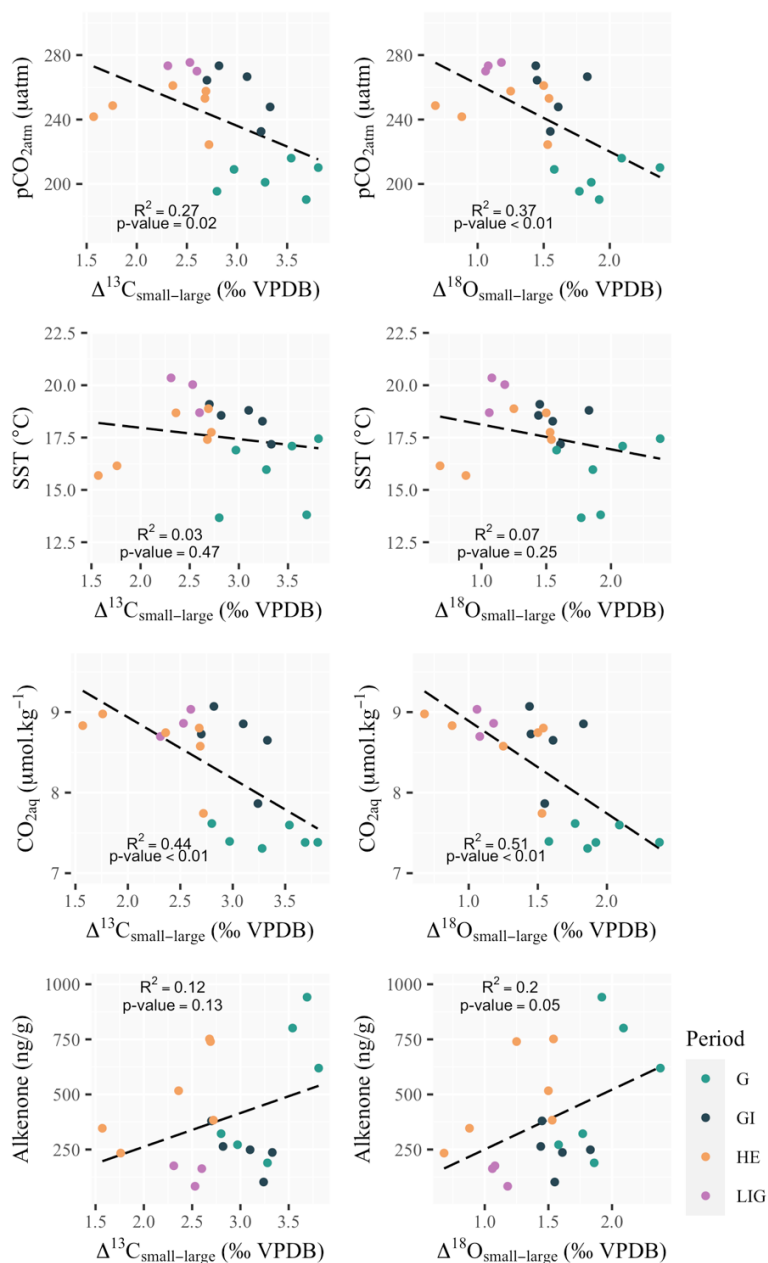 280
240
200
pCO2atm (µatm)
R² = 0.27
p-value = 0.02
1.5 2.0 2.5 3.0 3.5
Δ¹³Csmall−large (‰ VPDB)
pCO2atm (µatm)
280
240
200
R² = 0.37
p-value < 0.01
1.0 1.5 2.0
Δ¹⁸Osmall−large (‰ VPDB)
SST (°C)
22.5
20.0
17.5
15.0
12.5
R² = 0.03
p-value = 0.47
1.5 2.0 2.5 3.0 3.5
Δ¹³Csmall−large (‰ VPDB)
SST (°C)
22.5
20.0
17.5
15.0
12.5
R² = 0.07
p-value = 0.25
1.0 1.5 2.0
Δ¹⁸Osmall−large (‰ VPDB)
CO2aq (µmol.kg⁻¹)
9
8
7
R² = 0.44
p-value < 0.01
1.5 2.0 2.5 3.0 3.5
Δ¹³Csmall−large (‰ VPDB)
CO2aq (µmol.kg⁻¹)
9
8
7
R² = 0.51
p-value < 0.01
1.0 1.5 2.0
Δ¹⁸Osmall−large (‰ VPDB)
Alkenone (ng/g)
1000
750
500
250
R² = 0.12
p-value = 0.13
1.5 2.0 2.5 3.0 3.5
Δ¹³Csmall−large (‰ VPDB)
Alkenone (ng/g)
1000
750
500
250
R² = 0.2
p-value = 0.05
1.0 1.5 2.0
Δ¹⁸Osmall−large (‰ VPDB)
Period
G
GI
HE
LIG